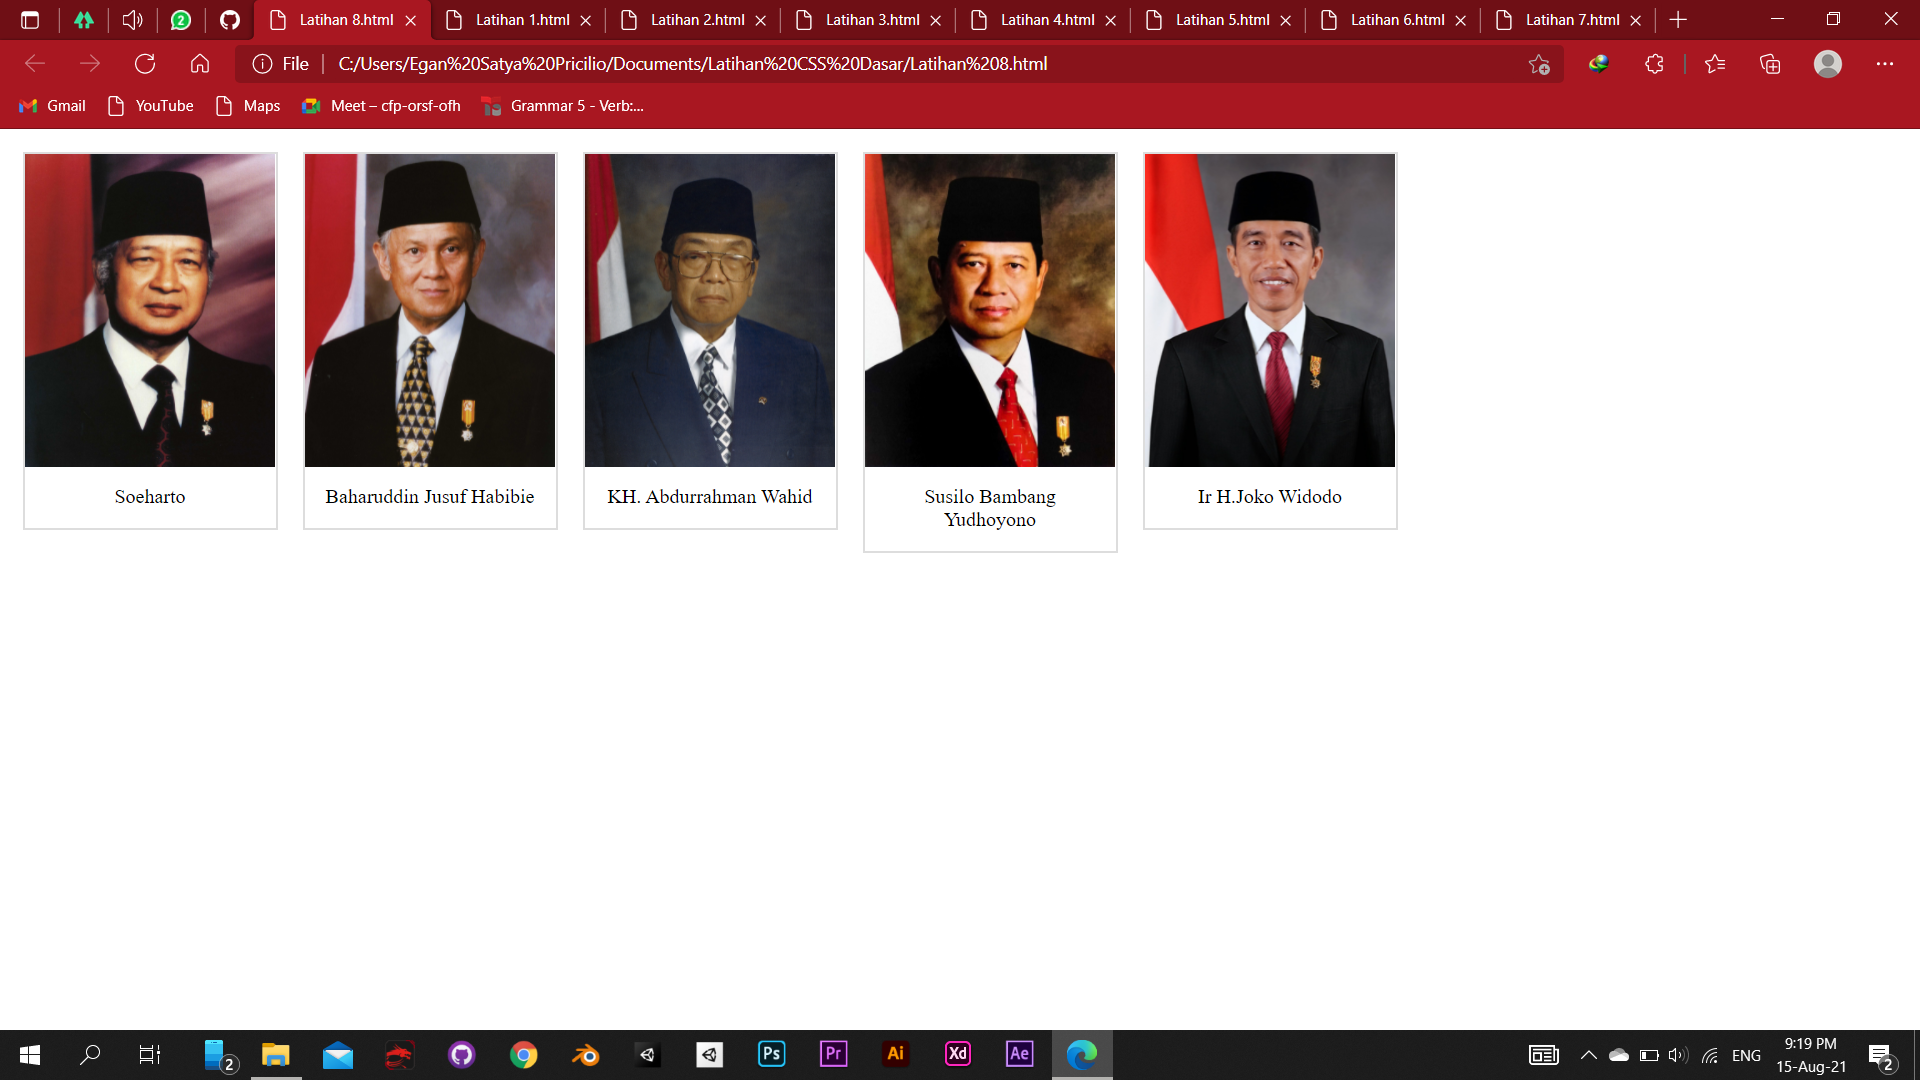 Latihan 8.html
Latihan 1.html
Latihan 2.html
Latihan 3.html
Latihan 4.html
Latihan 5.html
Latihan 6.html
Latihan 7.html
2
File
C:/Users/Egan%20Satya%20Pricilio/Documents/Latihan%20CSS%20Dasar/Latihan%208.html
Gmail
YouTube
Maps
Meet – cfp-orsf-ofh
Grammar 5 - Verb:...
Soeharto
Baharuddin Jusuf Habibie
KH. Abdurrahman Wahid
Susilo Bambang
Yudhoyono
Ir H.Joko Widodo
2
Ps
Pr
Ai
Xd
Ae
ENG
9:19 PM
15-Aug-21
2